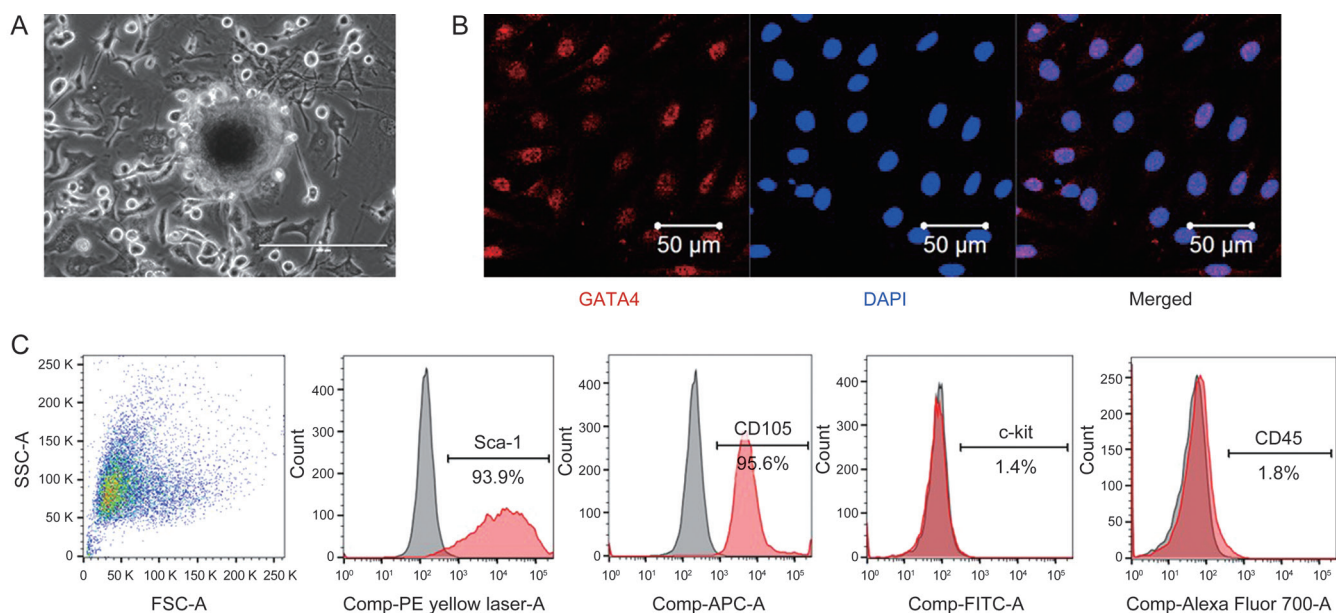 A
B
50 µm
50 µm
50 µm
GATA4
DAPI
Merged
C
250 K
200 K
150 K
100 K
50 K
0
SSC-A
0 50 K 100 K 150 K 200 K 250 K
FSC-A
400
300
200
100
0
Count
Sca-1
93.9%
10⁰ 10¹ 10² 10³ 10⁴ 10⁵
Comp-PE yellow laser-A
500
400
300
200
100
0
Count
CD105
95.6%
10⁰ 10¹ 10² 10³ 10⁴ 10⁵
Comp-APC-A
400
300
200
100
0
Count
c-kit
1.4%
10⁰ 10¹ 10² 10³ 10⁴ 10⁵
Comp-FITC-A
250
200
150
100
50
0
Count
CD45
1.8%
10⁰ 10¹ 10² 10³ 10⁴ 10⁵
Comp-Alexa Fluor 700-A